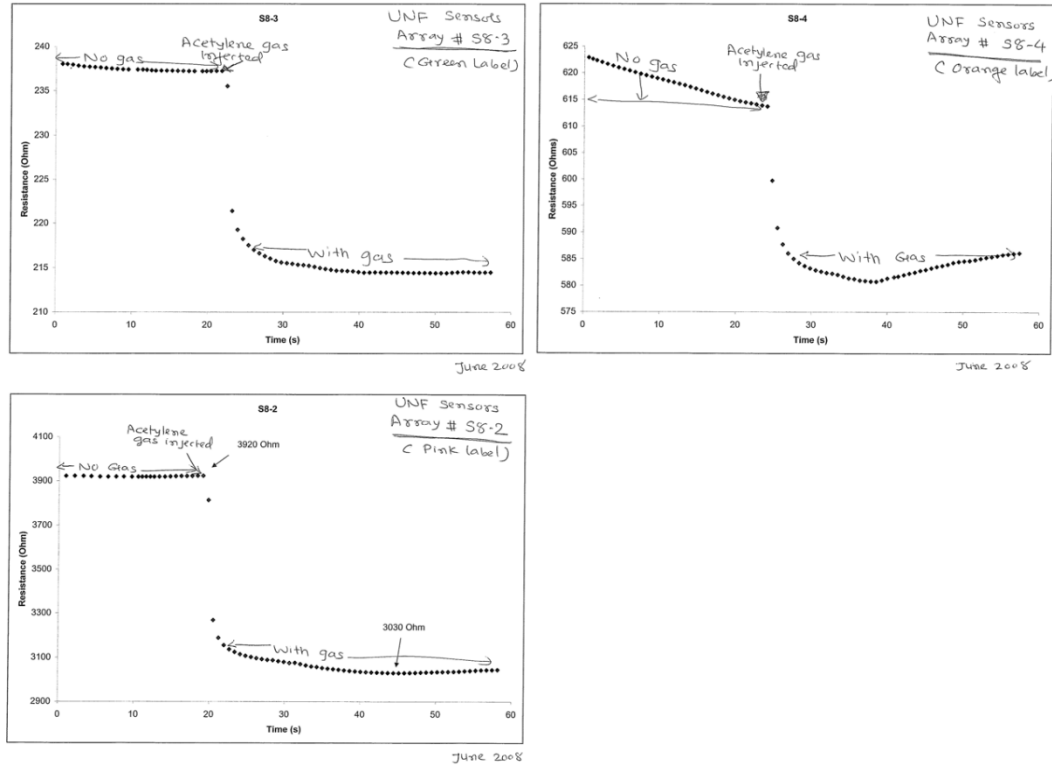 S8-3
UNF Sensors
Array # S8-3
(Green Label)
No gas
Acetylene gas
injected
With gas
Resistance (Ohm)
240
235
230
225
220
215
210
0 10 20 30 40 50 60
Time (s)
June 2008
S8-4
UNF Sensors
Array # S8-4
(Orange label)
No gas
Acetylene gas
Injected
With Gas
Resistance (Ohms)
625
620
615
610
605
600
595
590
585
580
575
0 10 20 30 40 50 60
Time (s)
June 2008
S8-2
UNF Sensors
Array # S8-2
(Pink label)
Acetylene
gas injected
3920 Ohm
No Gas
With gas
3030 Ohm
Resistance (Ohm)
4100
3900
3700
3500
3300
3100
2900
0 10 20 30 40 50 60
Time (s)
June 2008